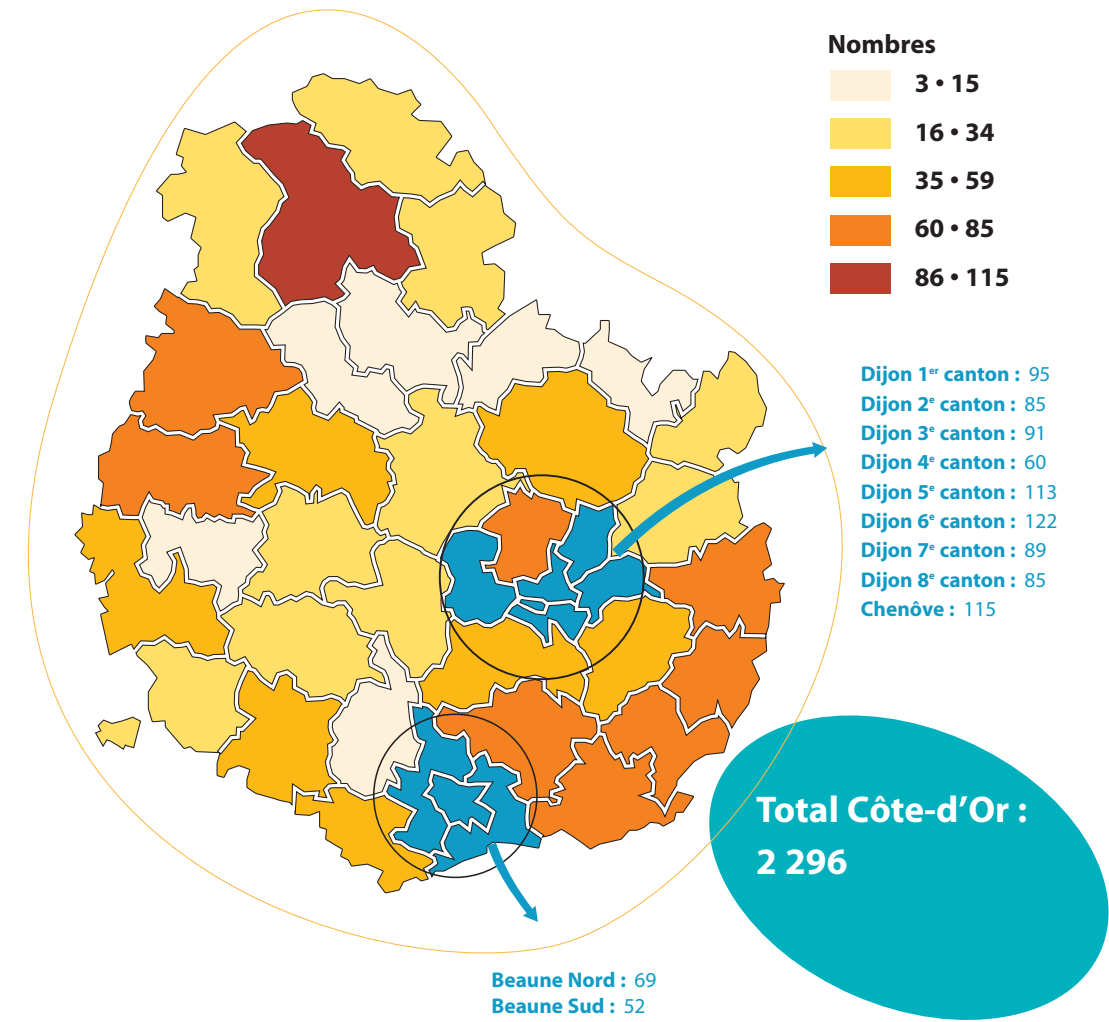 Nombres
3 • 15
16 • 34
35 • 59
60 • 85
86 • 115
Dijon 1er canton : 95
Dijon 2e canton : 85
Dijon 3e canton : 91
Dijon 4e canton : 60
Dijon 5e canton : 113
Dijon 6e canton : 122
Dijon 7e canton : 89
Dijon 8e canton : 85
Chenôve : 115
Total Côte-d’Or :
2 296
Beaune Nord : 69
Beaune Sud : 52